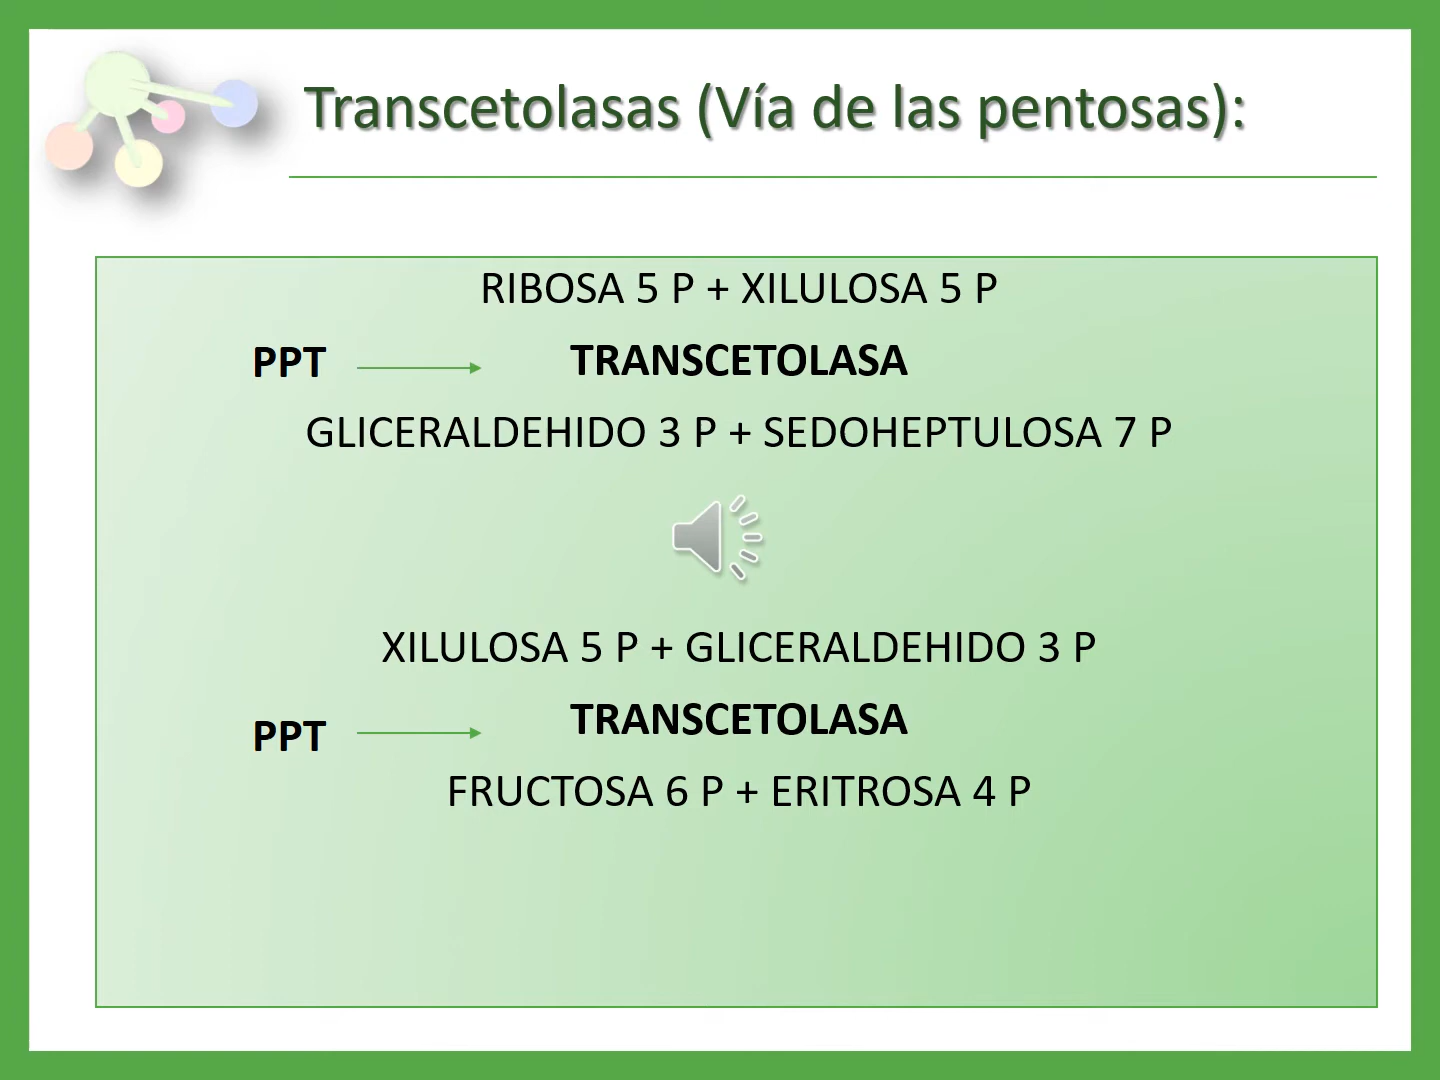 Transcetolasas (Vía de las pentosas):
RIBOSA 5 P + XILULOSA 5 P
PPT TRANSCETOLASA
GLICERALDEHIDO 3 P + SEDOHEPTULOSA 7 P
XILULOSA 5 P + GLICERALDEHIDO 3 P
PPT TRANSCETOLASA
FRUCTOSA 6 P + ERITROSA 4 P